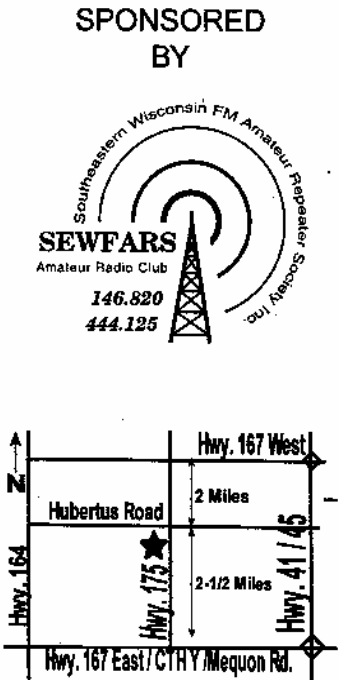 SPONSORED
BY
Southeastern Wisconsin FM Amateur Repeater Society Inc.
SEWFARS
Amateur Radio Club
146.820
444.125
N
Hwy. 167 West
2 Miles
Hubertus Road
Hwy. 164
Hwy. 175
2-1/2 Miles
Hwy. 41 / 45
Hwy. 167 East / CTH Y /Mequon Rd.